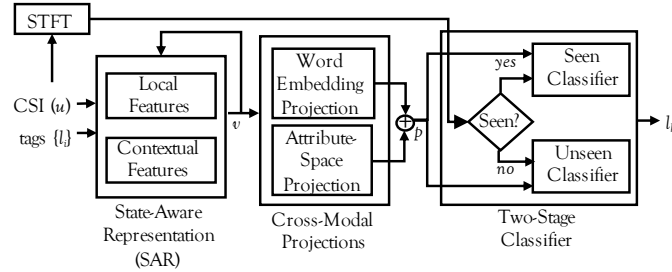 STFT
CSI (u)
tags {lᵢ}
Local
Features
Contextual
Features
State-Aware
Representation
(SAR)
v
Word
Embedding
Projection
Attribute-
Space
Projection
Cross-Modal
Projections
p
Seen?
yes
no
Seen
Classifier
Unseen
Classifier
Two-Stage
Classifier
lᵢ